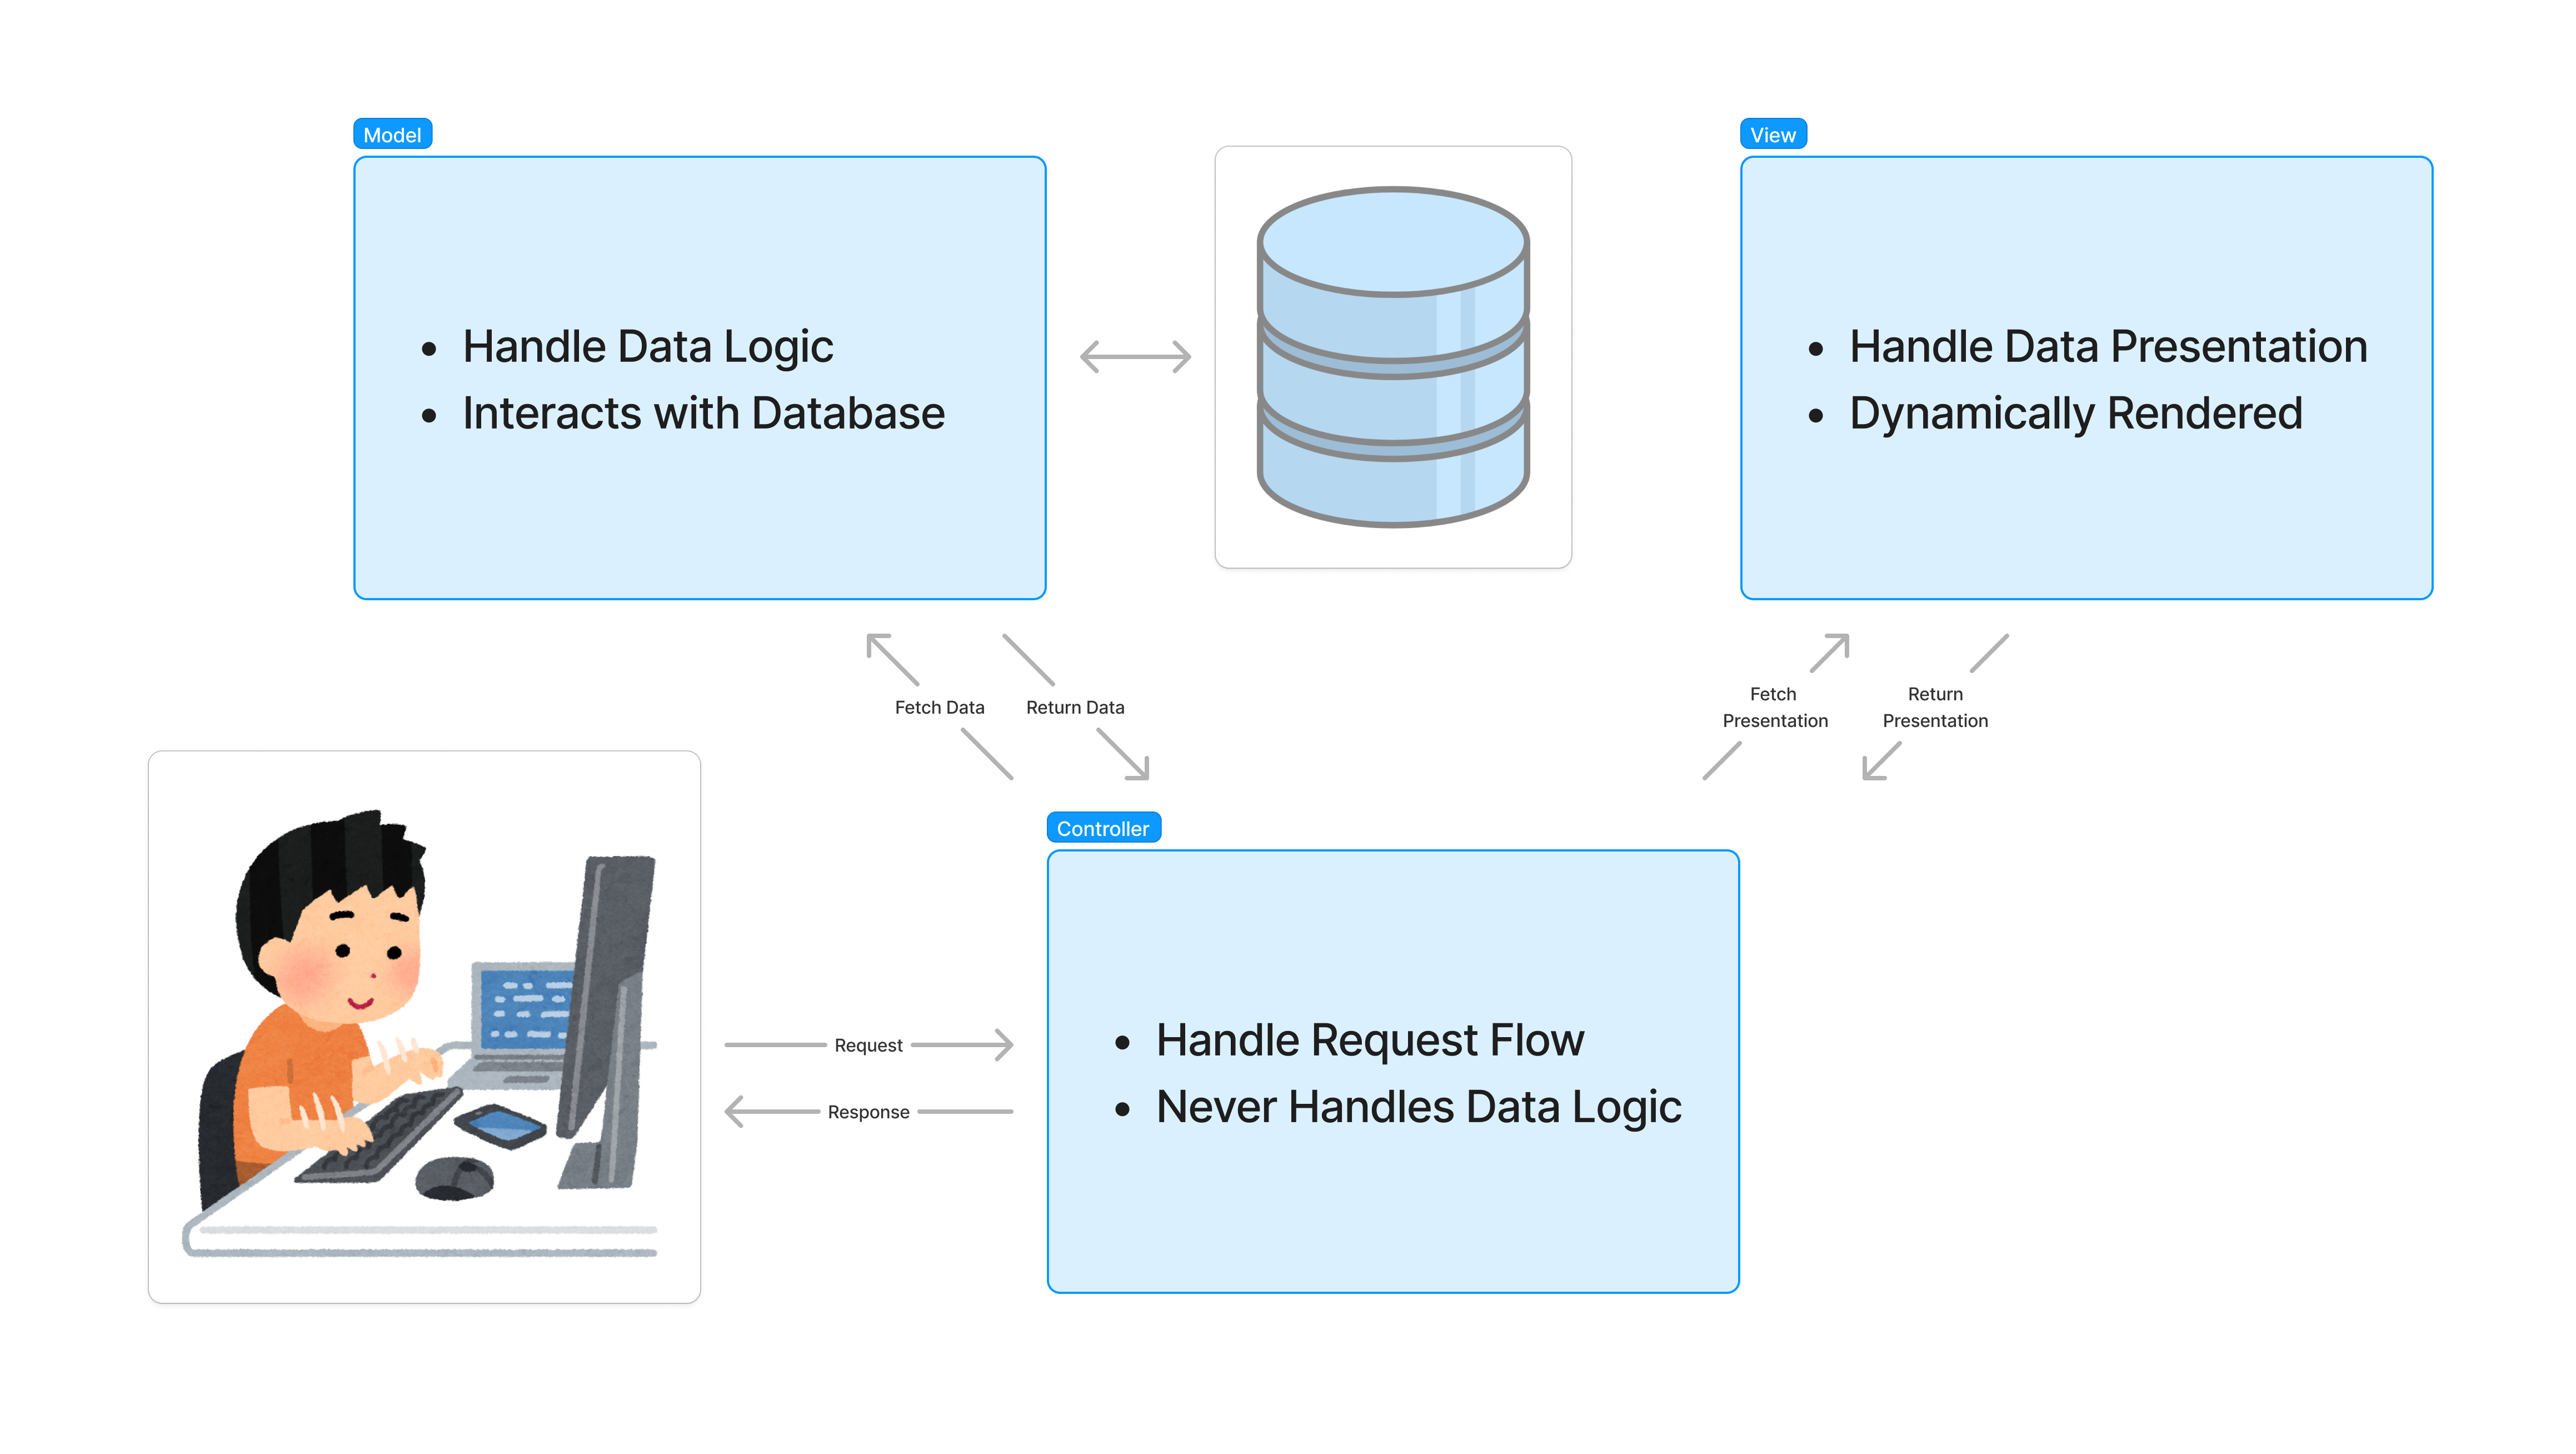 Model
• Handle Data Logic
• Interacts with Database
View
• Handle Data Presentation
• Dynamically Rendered
Fetch Data
Return Data
Fetch
Presentation
Return
Presentation
Request
Response
Controller
• Handle Request Flow
• Never Handles Data Logic